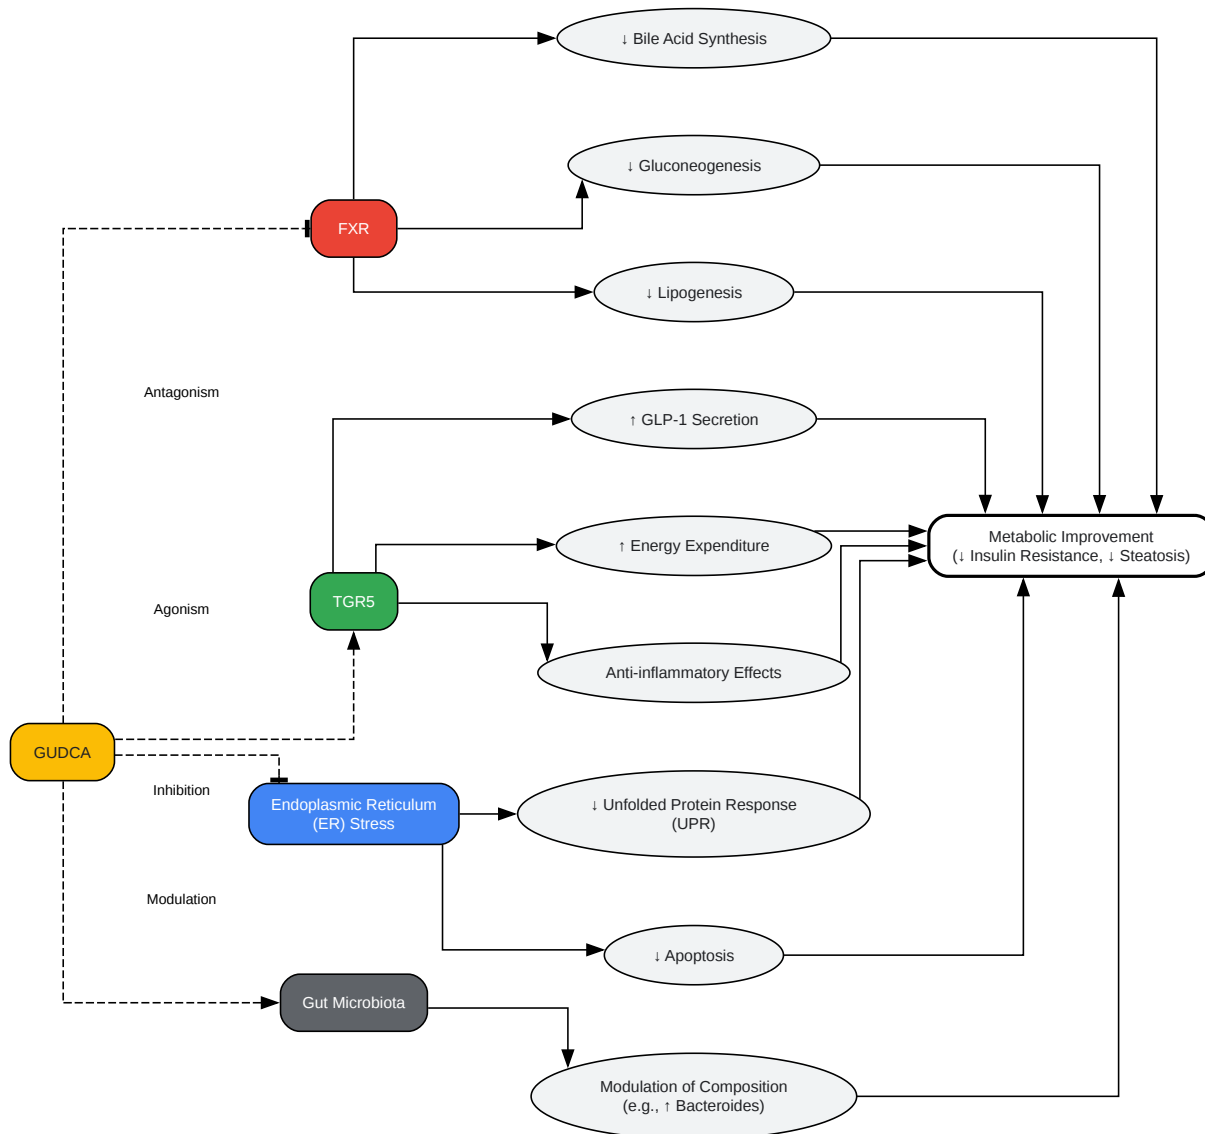 ↓ Bile Acid Synthesis
↓ Gluconeogenesis
FXR
↓ Lipogenesis
Antagonism
↑ GLP-1 Secretion
Metabolic Improvement
(↓ Insulin Resistance, ↓ Steatosis)
↑ Energy Expenditure
TGR5
Agonism
Anti-inflammatory Effects
GUDCA
Inhibition
Endoplasmic Reticulum
(ER) Stress
↓ Unfolded Protein Response
(UPR)
Modulation
↓ Apoptosis
Gut Microbiota
Modulation of Composition
(e.g., ↑ Bacteroides)